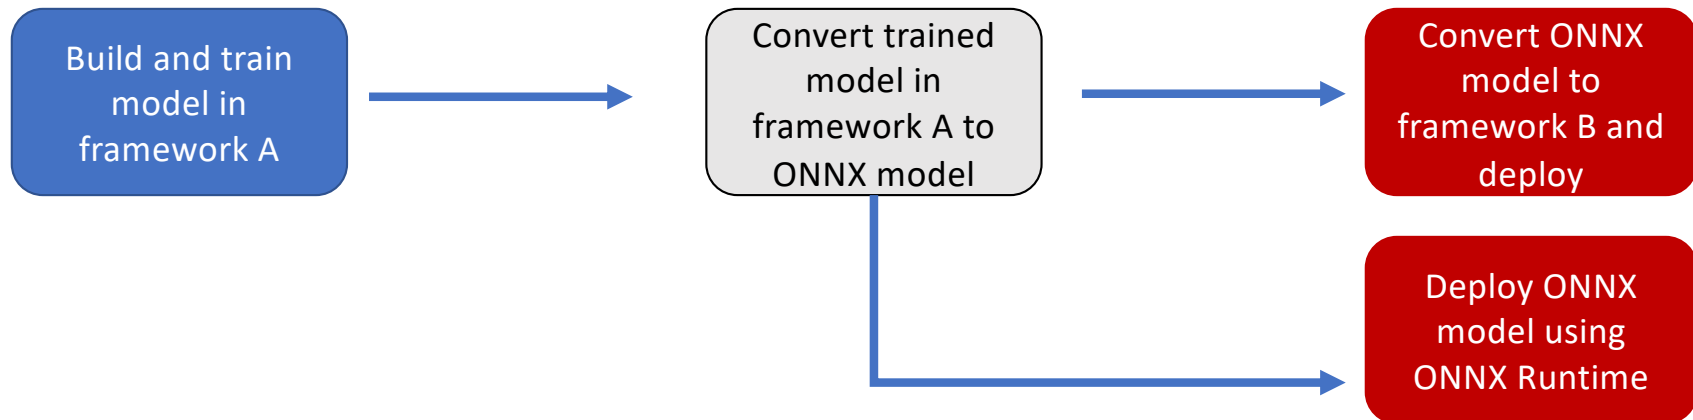 Build and train
model in
framework A
Convert trained
model in
framework A to
ONNX model
Convert ONNX
model to
framework B and
deploy
Deploy ONNX
model using
ONNX Runtime